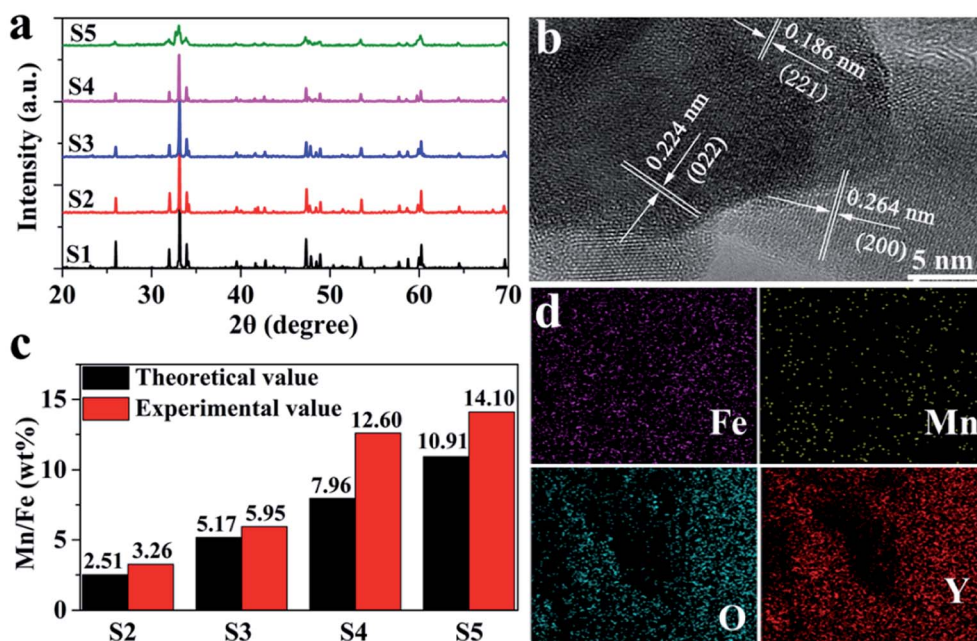 a
Intensity (a.u.)
S5
S4
S3
S2
S1
20 30 40 50 60 70
2θ (degree)
b
0.186 nm
(221)
0.224 nm
(022)
0.264 nm
(200)
5 nm
c
Mn/Fe (wt%)
15
10
5
0
Theoretical value
Experimental value
2.51
3.26
5.17
5.95
7.96
12.60
10.91
14.10
S2 S3 S4 S5
d
Fe
Mn
O
Y